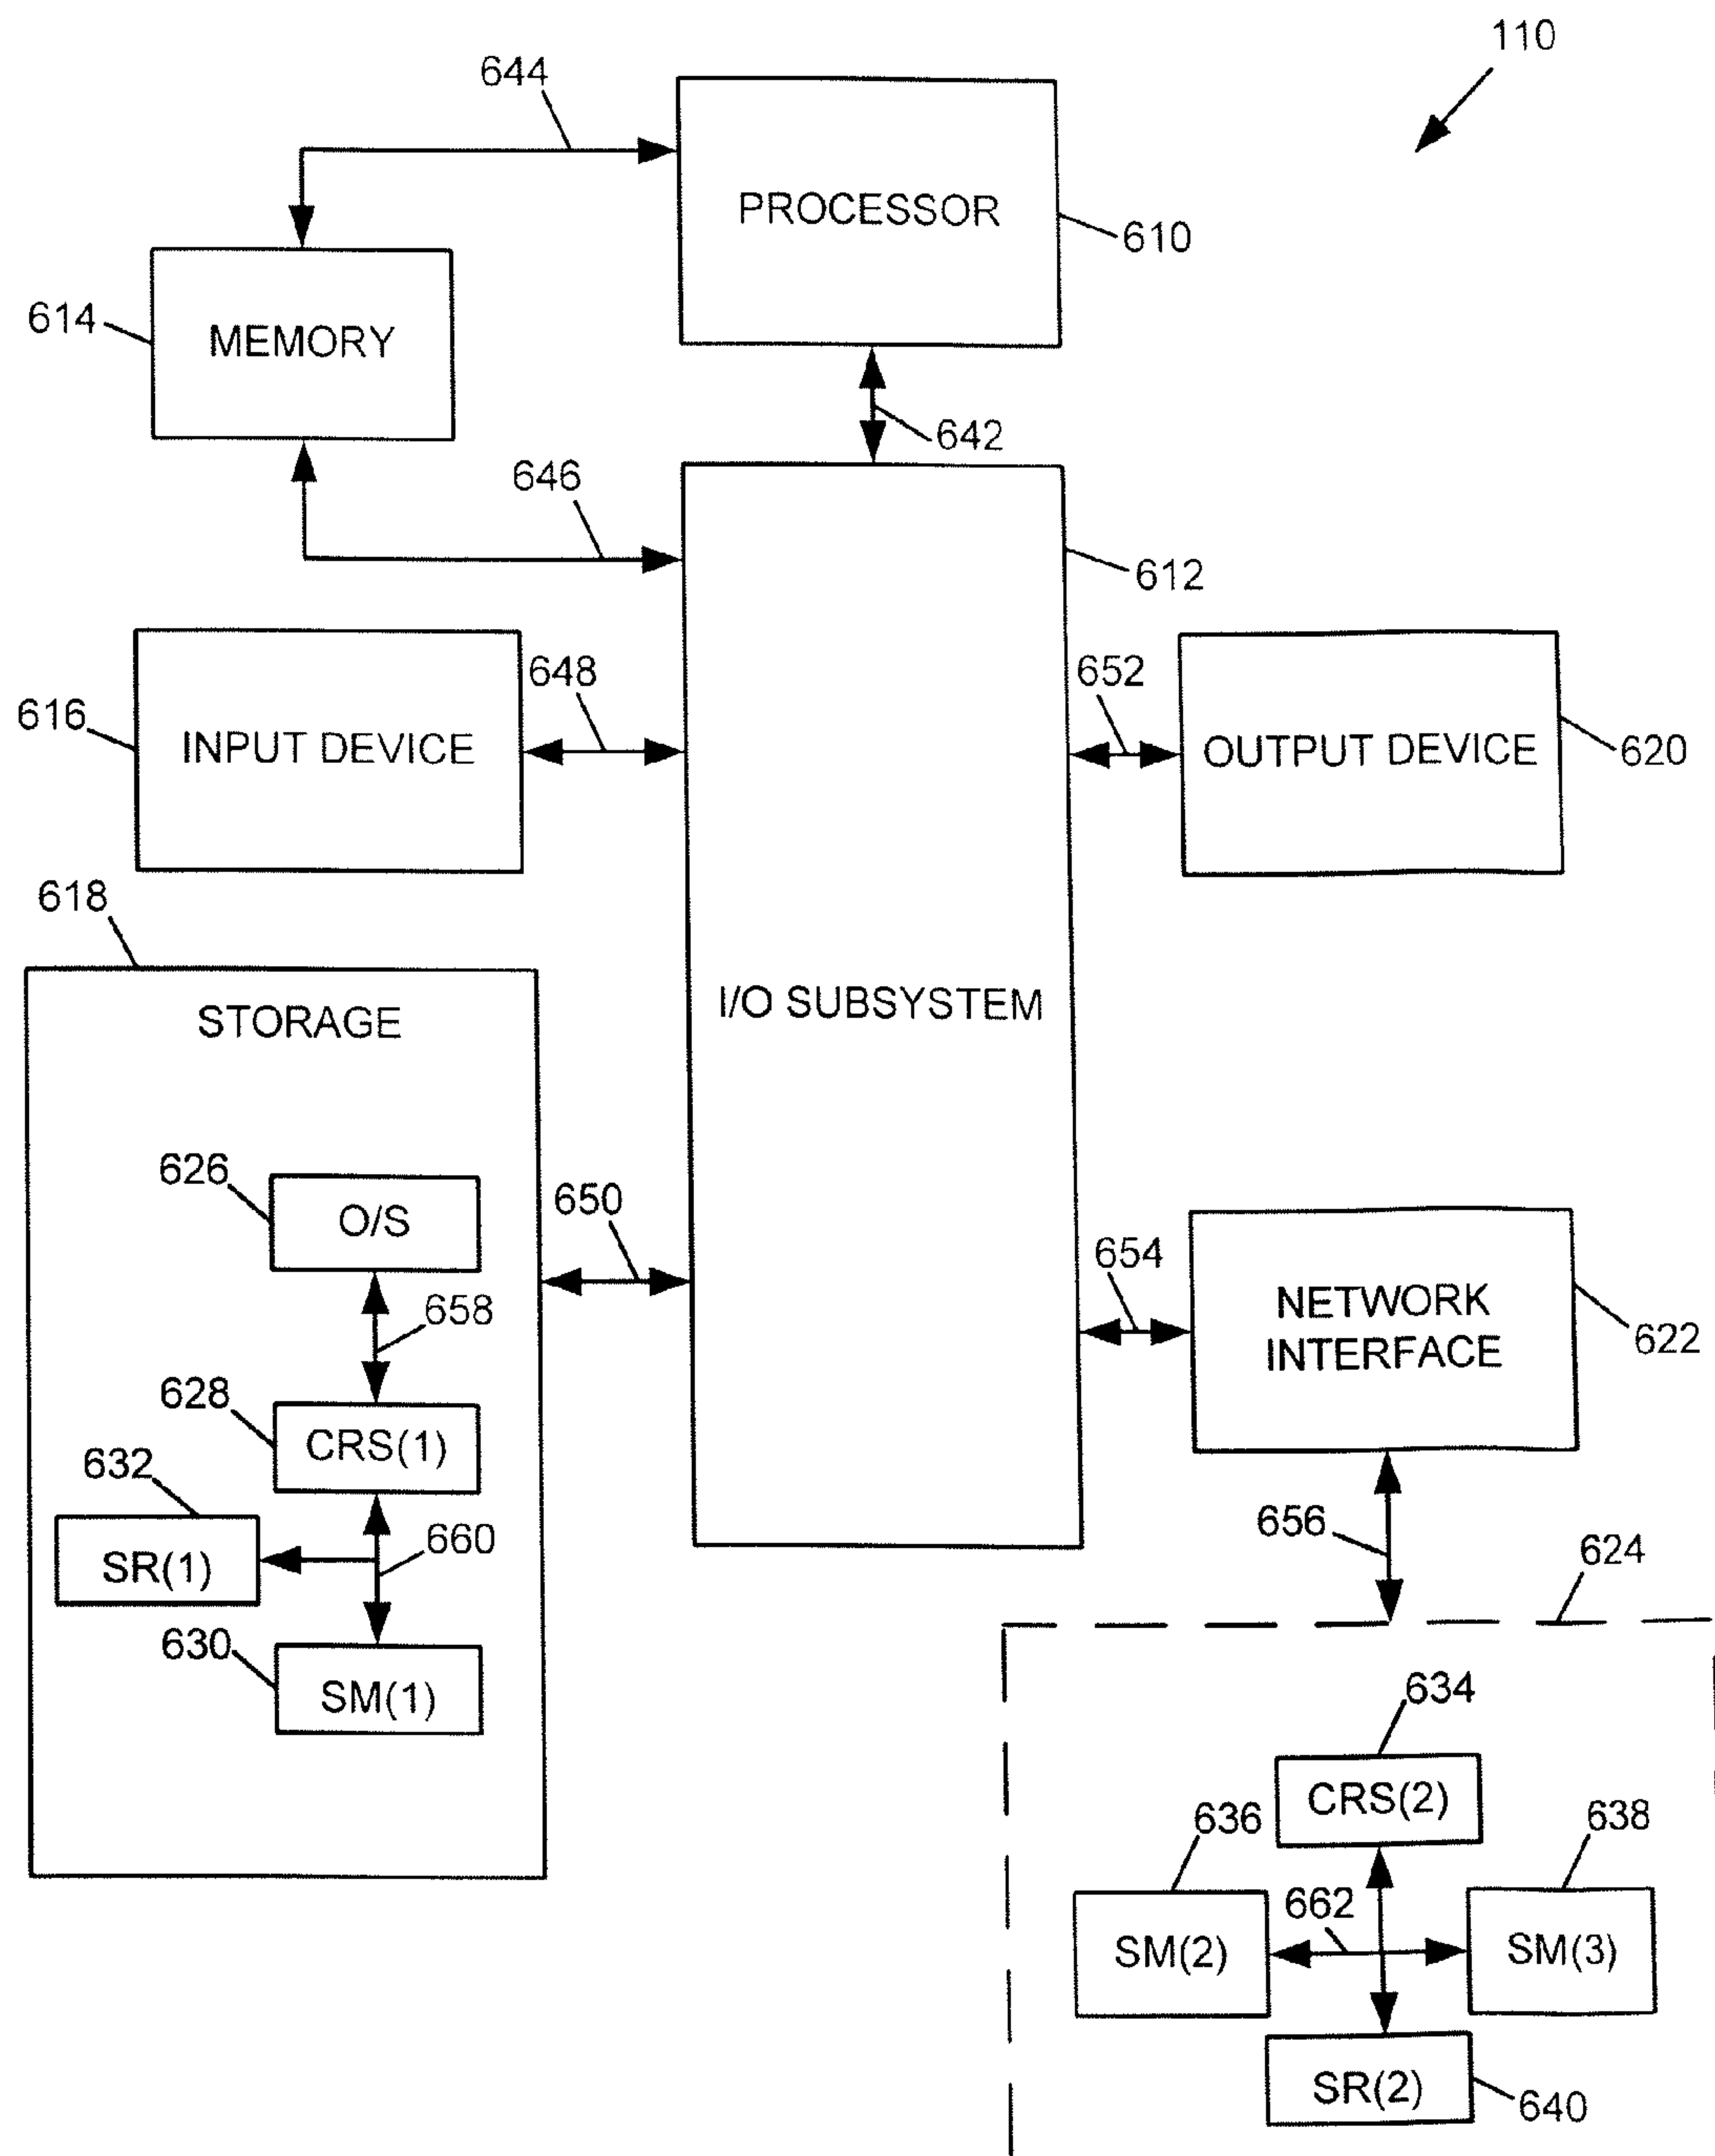 110
644
PROCESSOR
610
614
MEMORY
642
646
612
616
INPUT DEVICE
648
652
OUTPUT DEVICE
620
618
STORAGE
I/O SUBSYSTEM
626
O/S
650
658
654
NETWORK
INTERFACE
622
628
CRS(1)
632
SR(1)
660
656
624
630
SM(1)
634
CRS(2)
636
638
SM(2)
662
SM(3)
SR(2)
640